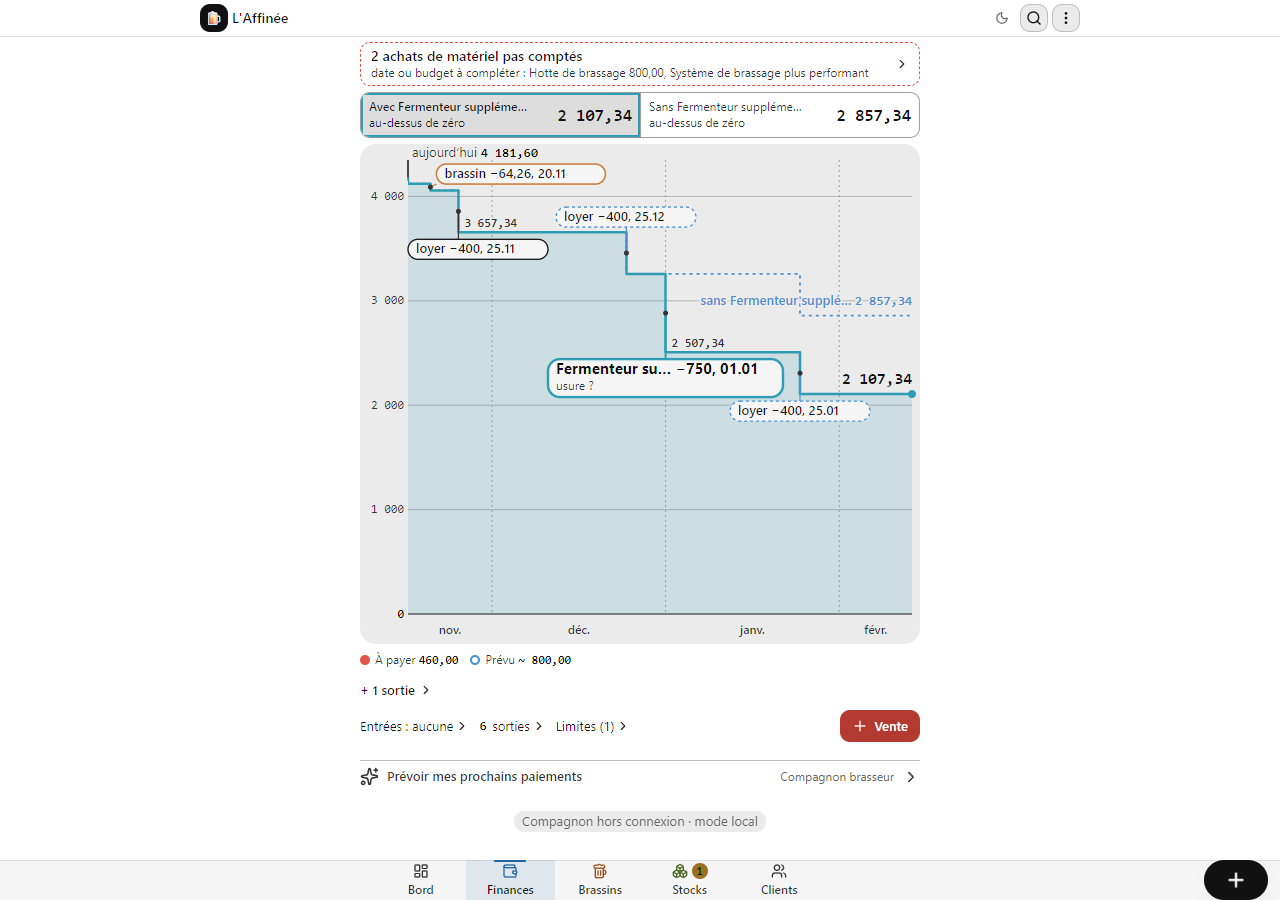 L'Affinée
2 achats de matériel pas comptés
date ou budget à compléter : Hotte de brassage 800,00, Système de brassage plus performant
Avec Fermenteur suppléme...
au-dessus de zéro
2 107,34
Sans Fermenteur suppléme...
au-dessus de zéro
2 857,34
aujourd'hui 4 181,60
brassin −64,26, 20.11
4 000
loyer −400, 25.12
3 657,34
loyer −400, 25.11
3 000
sans Fermenteur supplé... 2 857,34
2 507,34
Fermenteur su... −750, 01.01
usure ?
2 107,34
2 000
loyer −400, 25.01
1 000
0
nov.
déc.
janv.
févr.
À payer 460,00
Prévu ~ 800,00
+ 1 sortie
Entrées : aucune
6 sorties
Limites (1)
Vente
Prévoir mes prochains paiements
Compagnon brasseur
Compagnon hors connexion · mode local
Bord
Finances
Brassins
Stocks
1
Clients